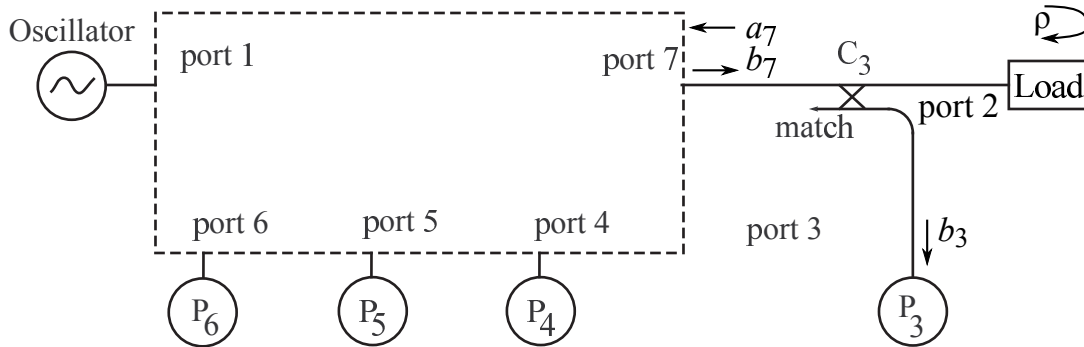 Oscillator
port 1
port 7
a7
b7
C3
ρ
Load
port 2
match
port 6
port 5
port 4
port 3
b3
P6
P5
P4
P3